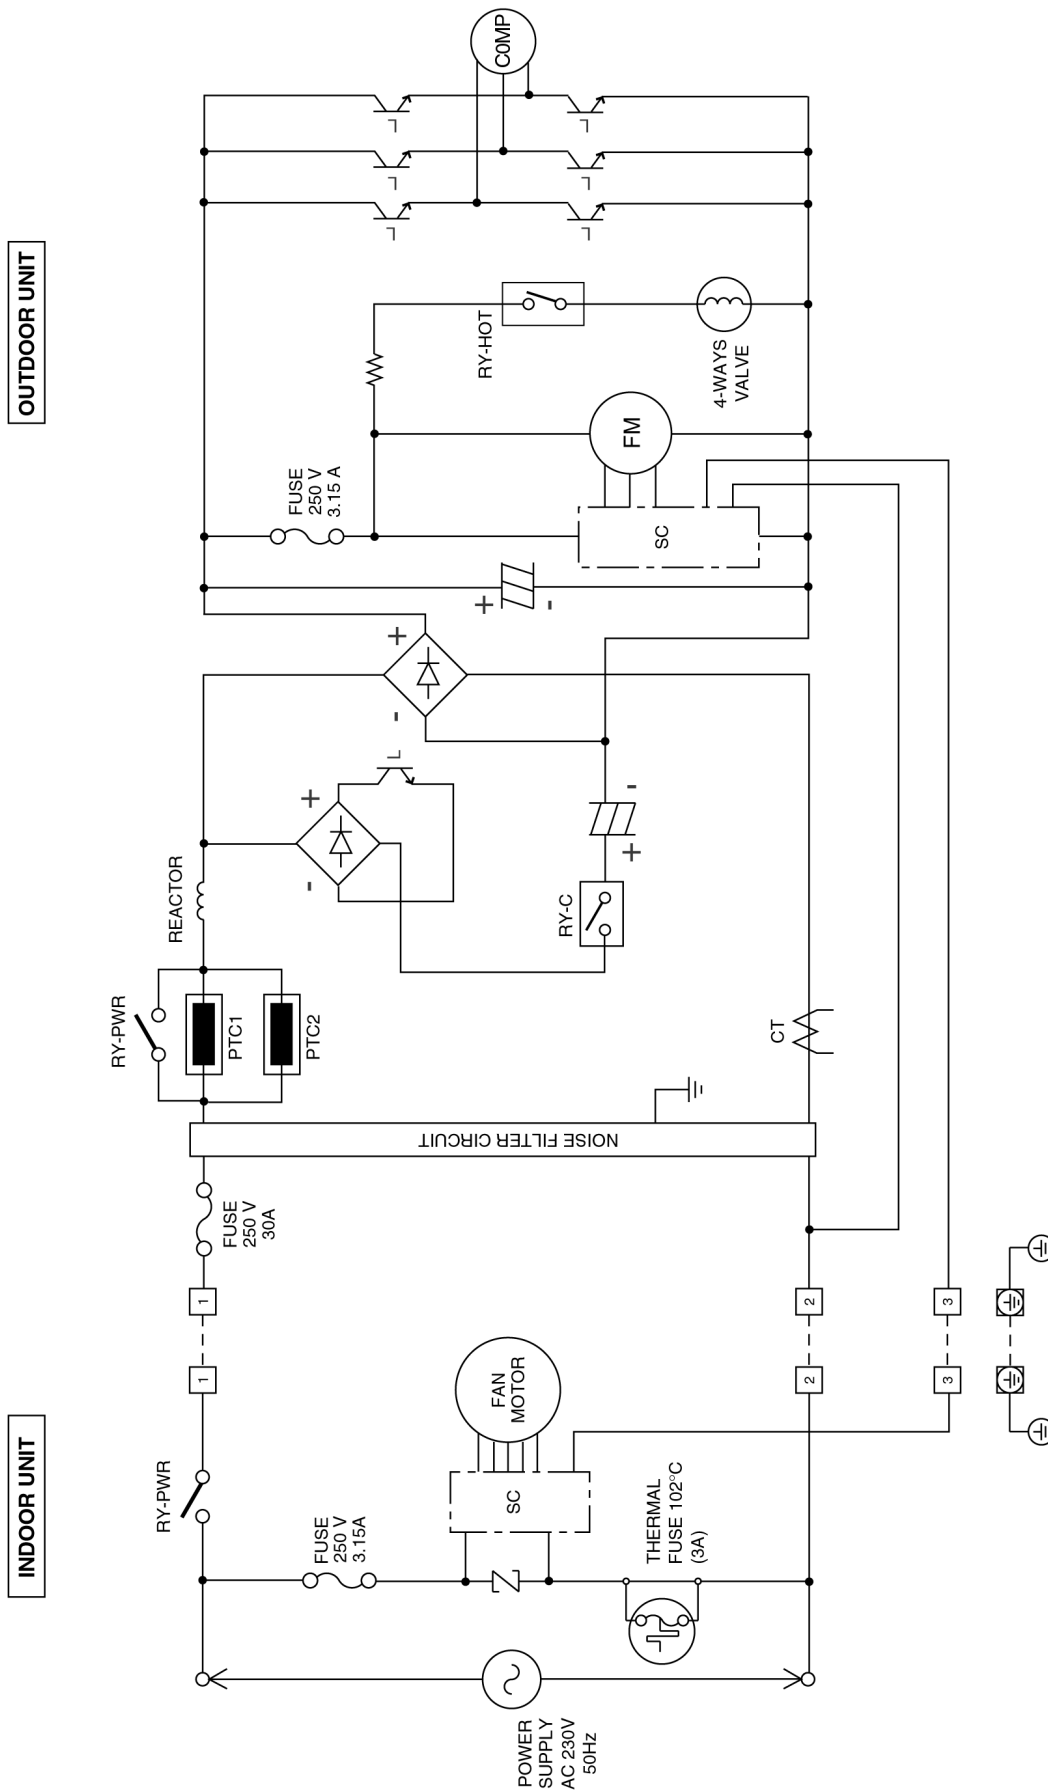 INDOOR UNIT
OUTDOOR UNIT
POWER
SUPPLY
AC 230V
50Hz
RY-PWR
FUSE
250 V
3.15A
SC
FAN
MOTOR
THERMAL
FUSE 102°C
(3A)
1
1
2
2
3
3
FUSE
250 V
30A
NOISE FILTER CIRCUIT
RY-PWR
PTC1
PTC2
CT
REACTOR
-
+
RY-C
+
-
-
+
+
-
FUSE
250 V
3.15 A
SC
FM
RY-HOT
4-WAYS
VALVE
COMP